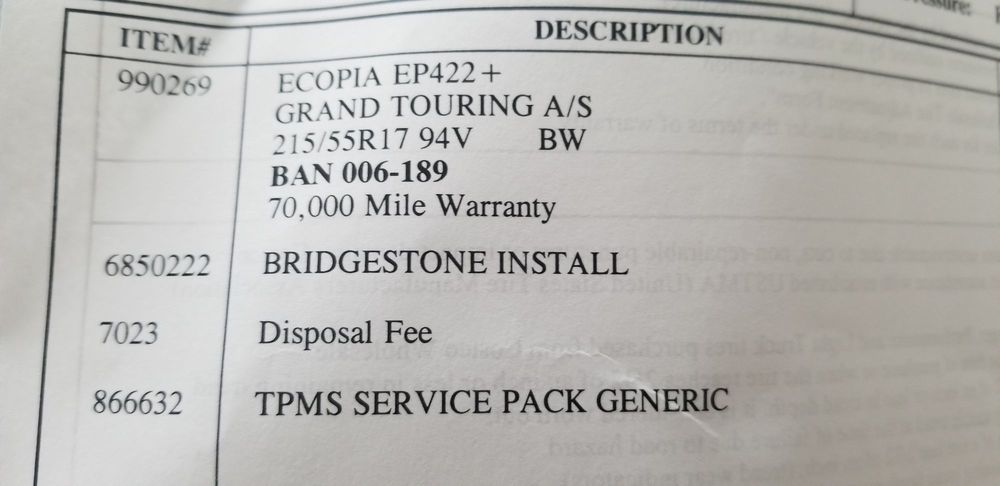 ssure:
ITEM# DESCRIPTION
990269 ECOPIA EP422+
GRAND TOURING A/S
215/55R17 94V BW
BAN 006-189
70,000 Mile Warranty
6850222 BRIDGESTONE INSTALL
7023 Disposal Fee
866632 TPMS SERVICE PACK GENERIC